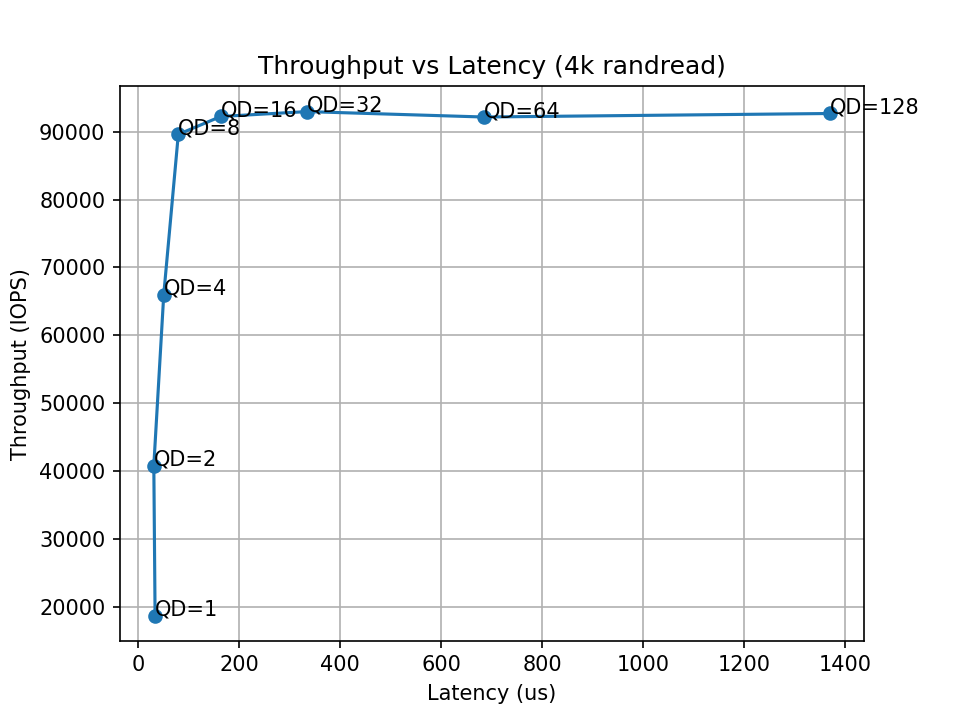 Throughput vs Latency (4k randread)
QD=128
QD=32
QD=16
QD=64
QD=8
90000
80000
70000
QD=4
60000
50000
QD=2
40000
30000
QD=1
20000
Throughput (IOPS)
0 200 400 600 800 1000 1200 1400
Latency (us)